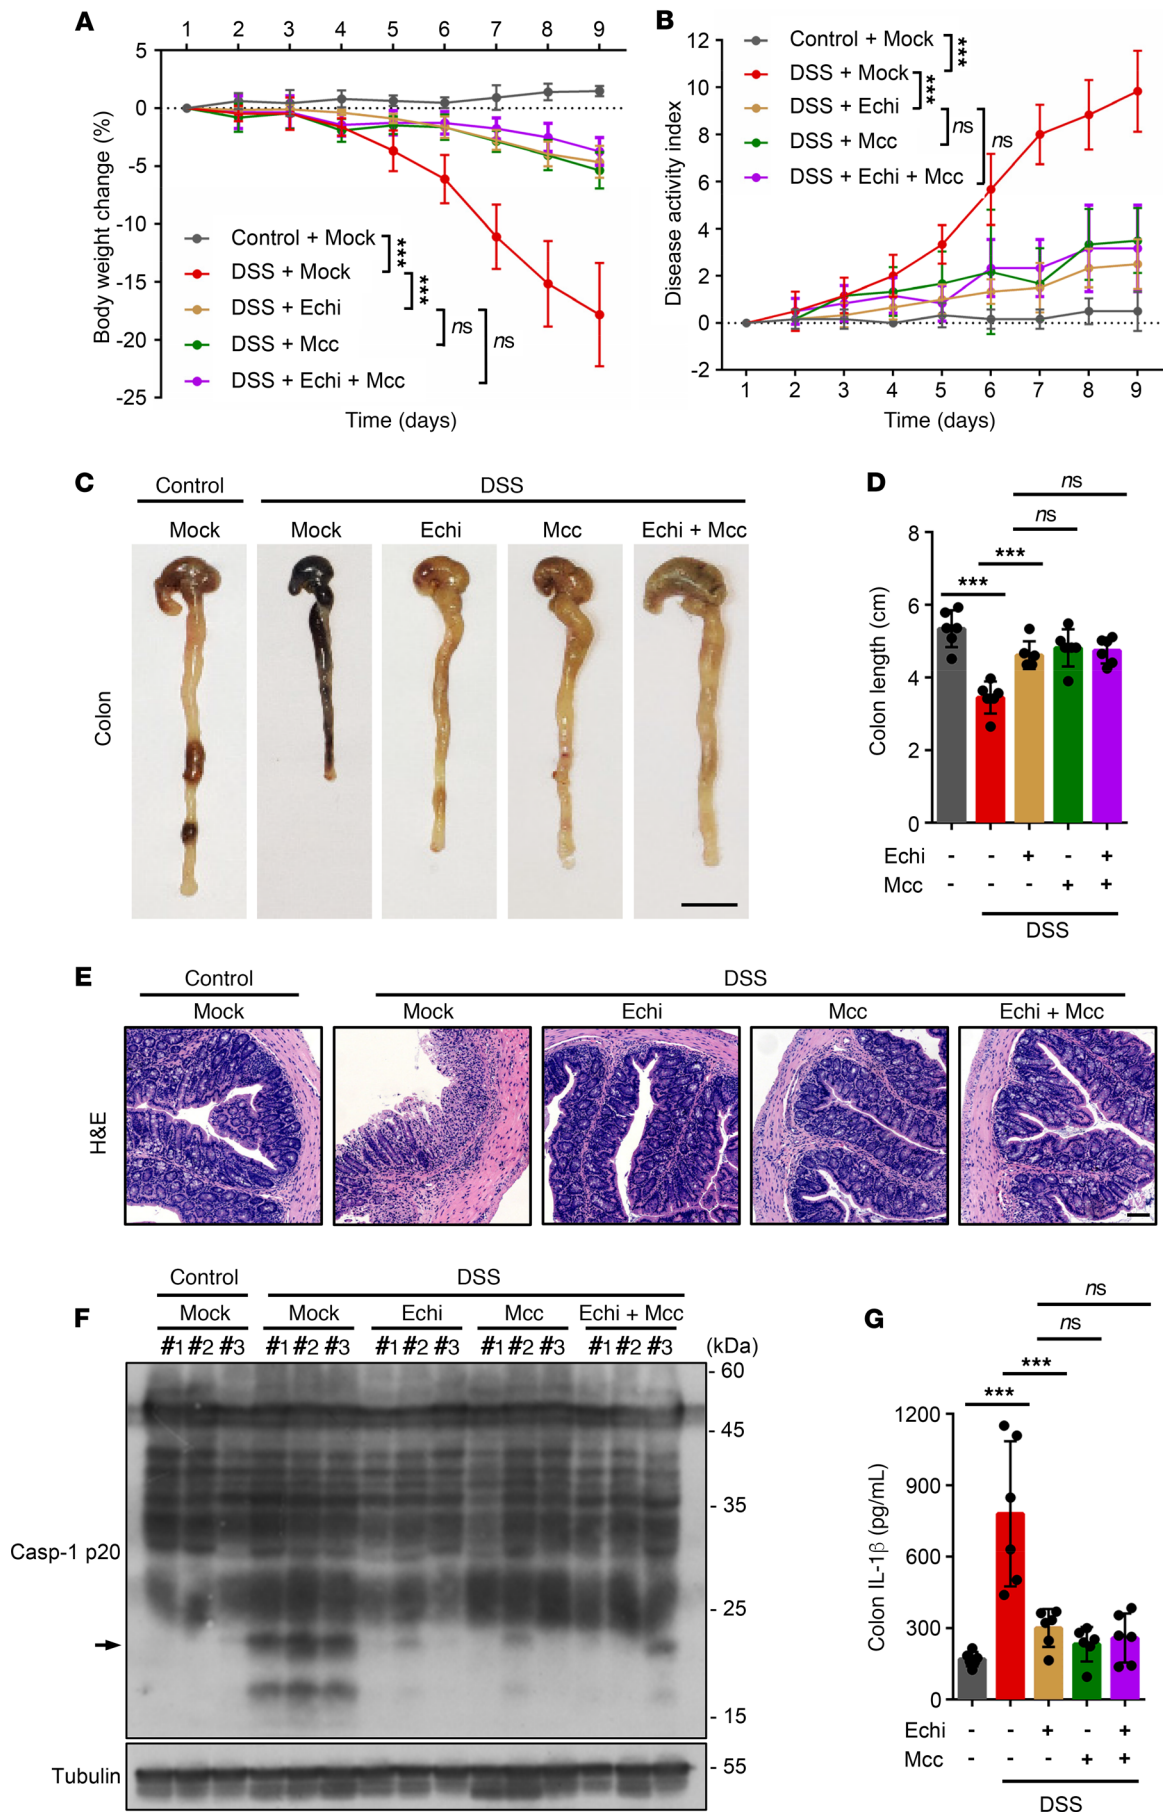 A
1 2 3 4 5 6 7 8 9
5
0
-5
-10
-15
-20
-25
Body weight change (%)
Control + Mock
DSS + Mock
DSS + Echi
DSS + Mcc
DSS + Echi + Mcc
***
***
ns
ns
Time (days)
B
12
10
8
6
4
2
0
-2
Disease activity index
Control + Mock
DSS + Mock
DSS + Echi
DSS + Mcc
DSS + Echi + Mcc
***
***
ns
ns
1 2 3 4 5 6 7 8 9
Time (days)
C
Control DSS
Mock Mock Echi Mcc Echi + Mcc
Colon
D
ns
ns
***
***
8
6
4
2
0
Colon length (cm)
Echi - - + - +
Mcc - - - + +
DSS
E
Control DSS
Mock Mock Echi Mcc Echi + Mcc
H&E
F
Control DSS
Mock Mock Echi Mcc Echi + Mcc
#1 #2 #3 #1 #2 #3 #1 #2 #3 #1 #2 #3 #1 #2 #3 (kDa)
- 60
- 45
- 35
Casp-1 p20
- 25
- 15
Tubulin
- 55
G
ns
ns
***
***
1200
900
600
300
0
Colon IL-1β (pg/mL)
Echi - - + - +
Mcc - - - + +
DSS